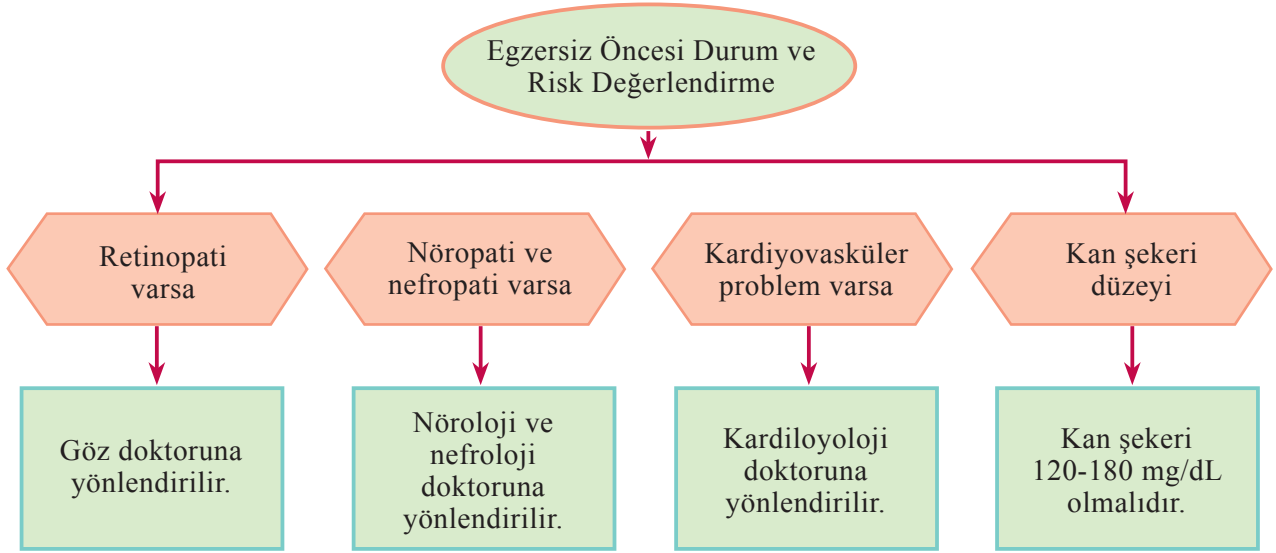 Egzersiz Öncesi Durum ve
Risk Değerlendirme
Retinopati
varsa
Nöropati ve
nefropati varsa
Kardiyovasküler
problem varsa
Kan şekeri
düzeyi
Göz doktoruna
yönlendirilir.
Nöroloji ve
nefroloji
doktoruna
yönlendirilir.
Kardiloyoloji
doktoruna
yönlendirilir.
Kan şekeri
120-180 mg/dL
olmalıdır.